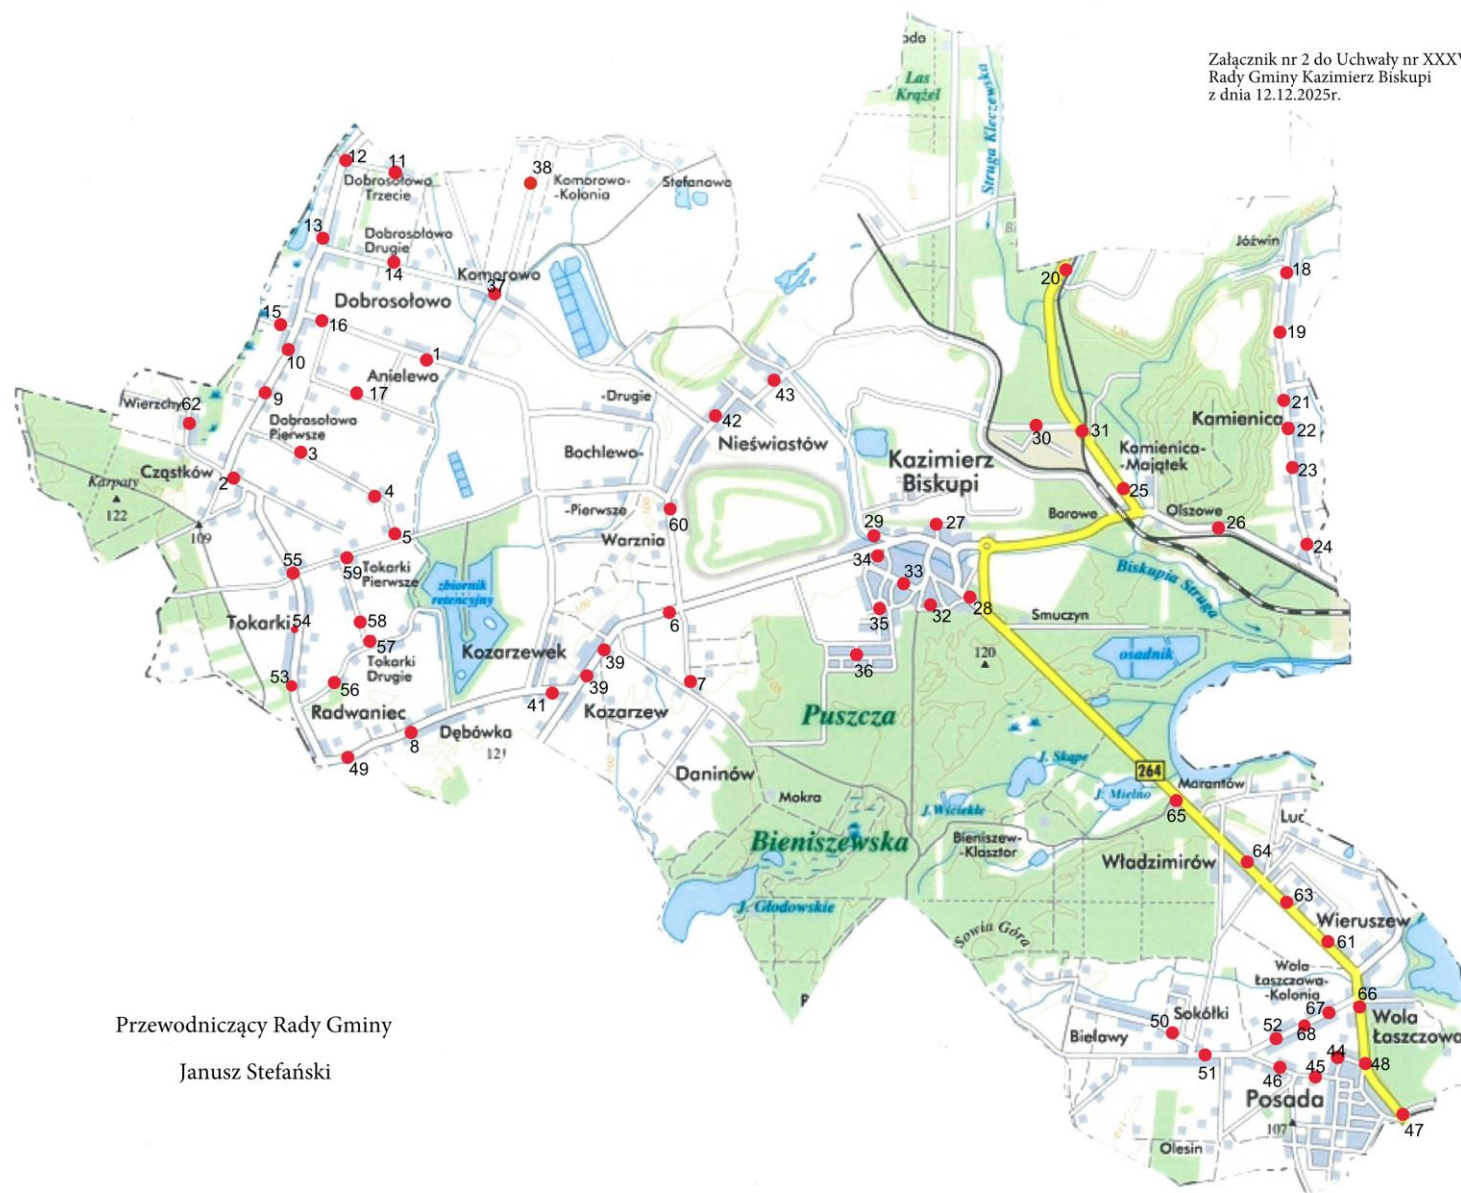 Załącznik nr 2 do Uchwały nr XXXV
Rady Gminy Kazimierz Biskupi
z dnia 12.12.2025r.
Las
Krążel
Struga Kleczewska
12
11
Dobrosołowo
Trzecie
38
Komorowo-
-Kolonia
Stefanowo
13
Dobrosołowo
Drugie
14
Komorowo
37
Dobrosołowo
15
16
10
1
Anielewo
17
9
Dobrosołowo
Pierwsze
3
Wierzchy
62
Cząstków
2
Karpaty
122
109
4
5
20
Jóźwin
18
19
21
Kamienica
22
23
24
43
42
-Drugie
Nieświastów
Bochlewo-
-Pierwsze
60
Warznia
Kazimierz
Biskupi
30
31
Kamienica-
-Majątek
25
Olszowe
26
Borowe
Biskupia Struga
29
27
34
33
35
32
28
36
Smuczyn
120
osadnik
55
59
Tokarki
Pierwsze
Tokarki
54
58
57
Tokarki
Drugie
53
56
Radwaniec
49
8
Dębówka
121
zbiornik
retencyjny
Kozarzewek
41
39
39
Kozarzew
6
7
100
Daninów
Puszcza
Mokra
Bieniszewska
J. Głodowskie
J. Wściekłe
J. Skąpe
J. Mielno
Bieniszew-
-Klasztor
Sowia Góra
264
Marantów
65
Luc
Władzimirów
64
63
Wieruszew
61
Wola
Łaszczowa-
-Kolonia
66
67
68
52
Wola
Łaszczowa
Sokółki
50
Bielawy
51
44
48
46
45
Posada
47
107
Olesin
Przewodniczący Rady Gminy
Janusz Stefański